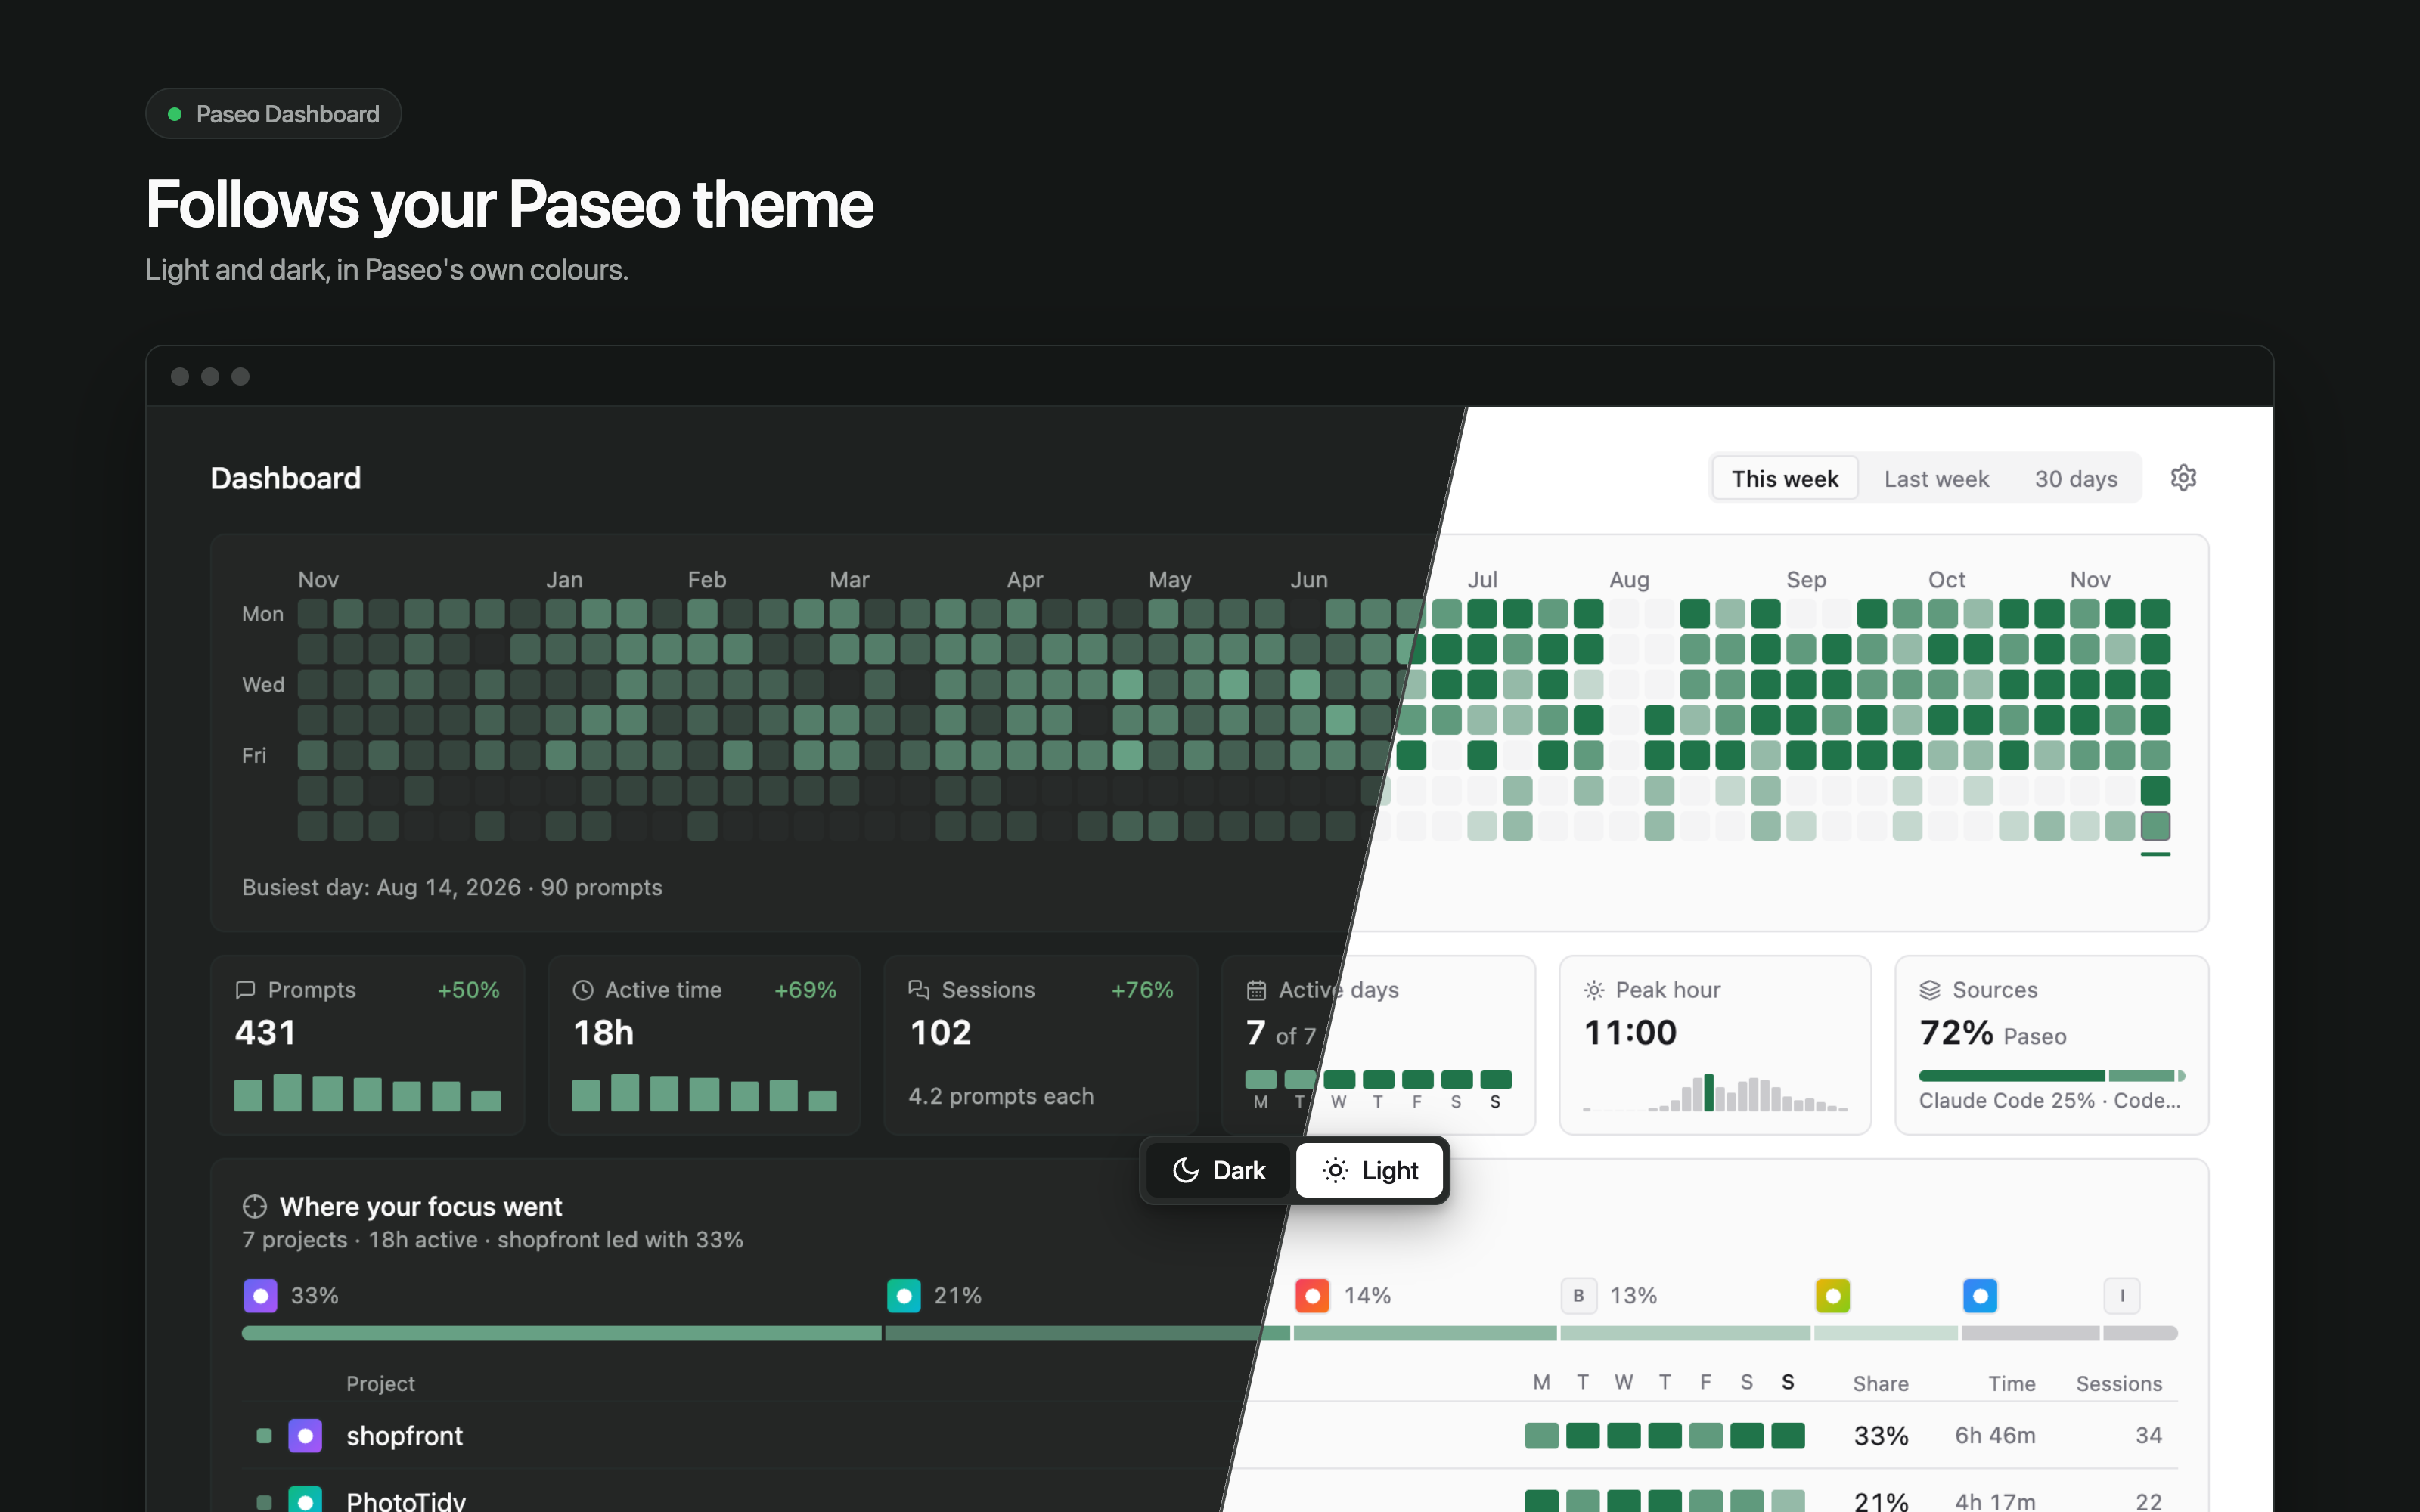 Paseo Dashboard
Follows your Paseo theme
Light and dark, in Paseo's own colours.
Dashboard
This week Last week 30 days
Nov Jan Feb Mar Apr May Jun Jul Aug Sep Oct Nov
Mon
Wed
Fri
Busiest day: Aug 14, 2026 · 90 prompts
Prompts +50%
431
Active time +69%
18h
Sessions +76%
102
4.2 prompts each
Active days
7 of 7
M T W T F S S
Peak hour
11:00
Sources
72% Paseo
Claude Code 25% · Code...
Dark Light
Where your focus went
7 projects · 18h active · shopfront led with 33%
33% 21% 14% B 13% I
Project M T W T F S S Share Time Sessions
shopfront 33% 6h 46m 34
PhotoTidy 21% 4h 17m 22